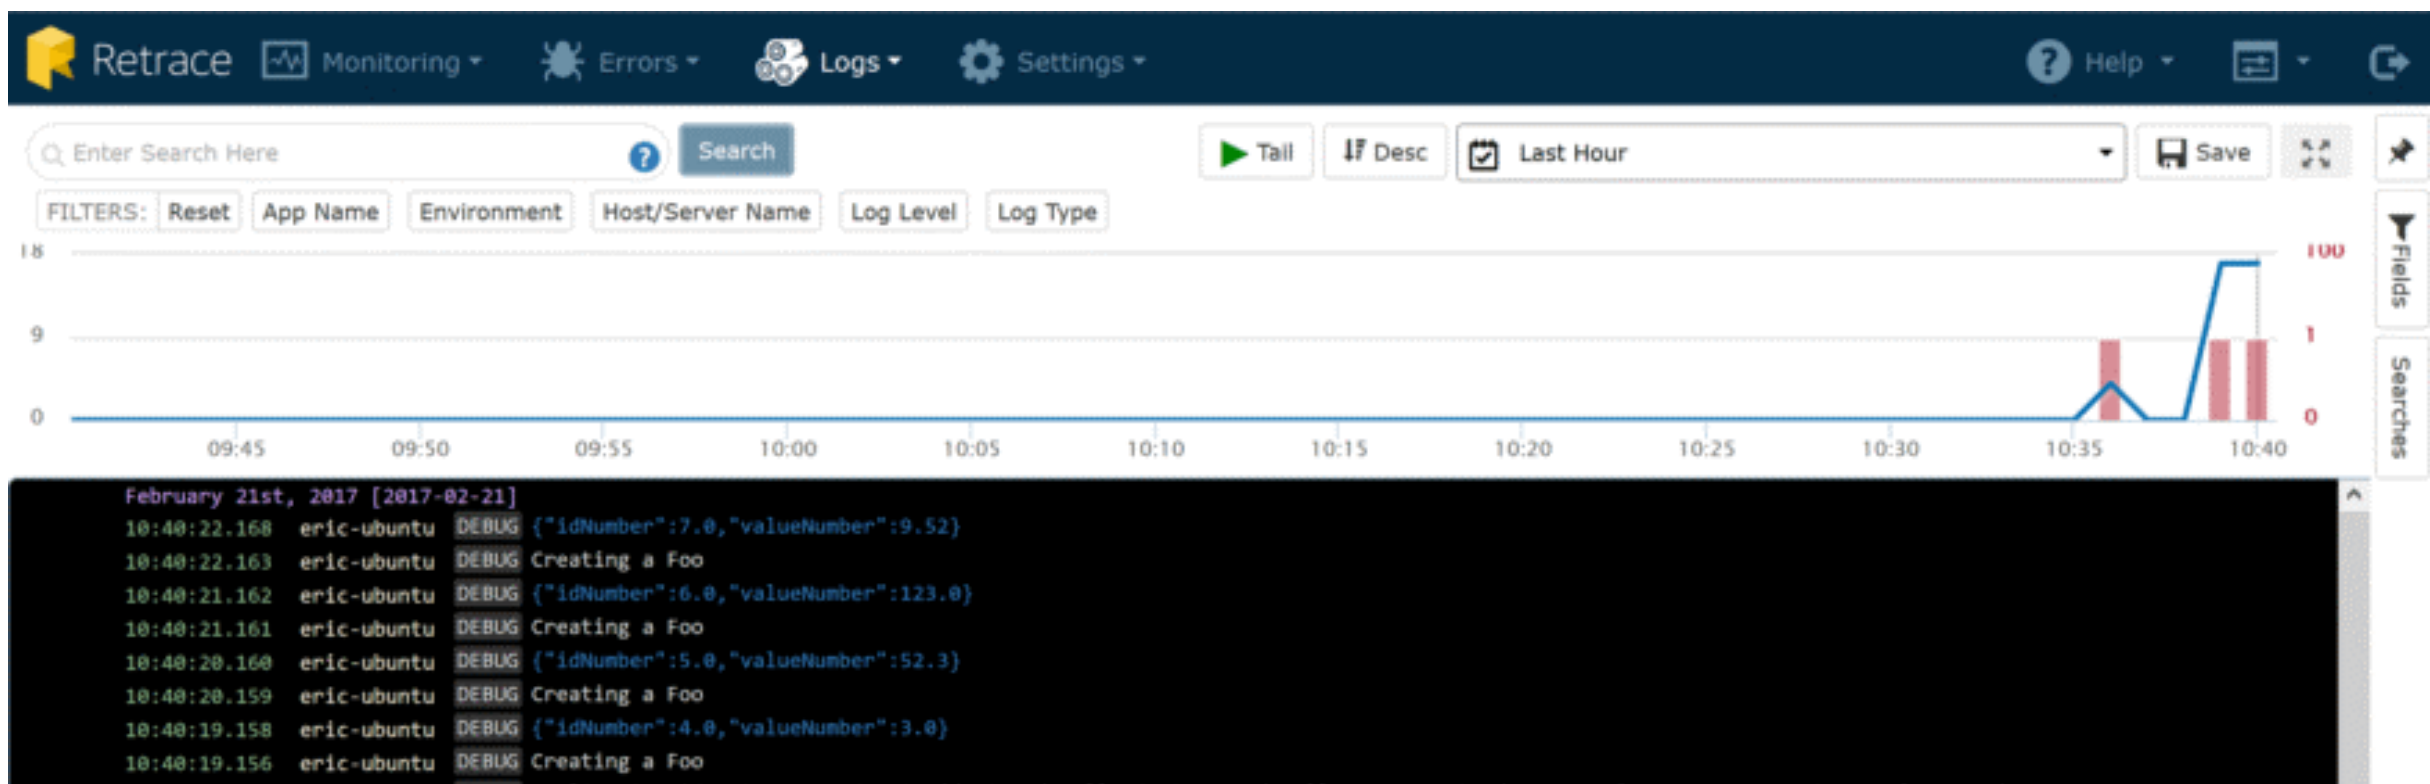 Retrace Monitoring Errors Logs Settings Help
Enter Search Here ? Search Tail Desc Last Hour Save
FILTERS: Reset App Name Environment Host/Server Name Log Level Log Type
Fields
Searches
18 100
9 1
0 0
09:45 09:50 09:55 10:00 10:05 10:10 10:15 10:20 10:25 10:30 10:35 10:40
February 21st, 2017 [2017-02-21]
10:40:22.168 eric-ubuntu DEBUG {"idNumber":7.0,"valueNumber":9.52}
10:40:22.163 eric-ubuntu DEBUG Creating a Foo
10:40:21.162 eric-ubuntu DEBUG {"idNumber":6.0,"valueNumber":123.0}
10:40:21.161 eric-ubuntu DEBUG Creating a Foo
10:40:20.160 eric-ubuntu DEBUG {"idNumber":5.0,"valueNumber":52.3}
10:40:20.159 eric-ubuntu DEBUG Creating a Foo
10:40:19.158 eric-ubuntu DEBUG {"idNumber":4.0,"valueNumber":3.0}
10:40:19.156 eric-ubuntu DEBUG Creating a Foo